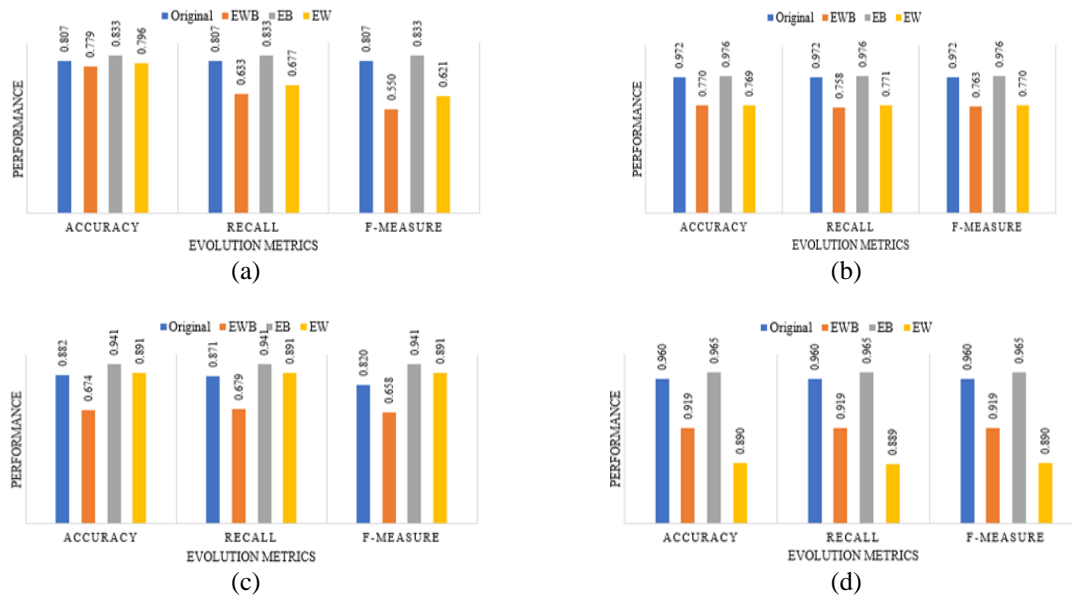 Original EWB EB EW
0.807 0.779 0.833 0.796 0.807 0.633 0.833 0.677 0.807 0.550 0.833 0.621
PERFORMANCE
ACCURACY RECALL F-MEASURE
EVOLUTION METRICS
(a)
Original EWB EB EW
0.972 0.770 0.976 0.769 0.972 0.758 0.976 0.771 0.972 0.763 0.976 0.770
PERFORMANCE
ACCURACY RECALL F-MEASURE
EVOLUTION METRICS
(b)
Original EWB EB EW
0.882 0.674 0.941 0.891 0.871 0.679 0.941 0.891 0.820 0.658 0.941 0.891
PERFORMANCE
ACCURACY RECALL F-MEASURE
EVOLUTION METRICS
(c)
Original EWB EB EW
0.960 0.919 0.965 0.890 0.960 0.919 0.965 0.889 0.960 0.919 0.965 0.890
PERFORMANCE
ACCURACY RECALL F-MEASURE
EVOLUTION METRICS
(d)